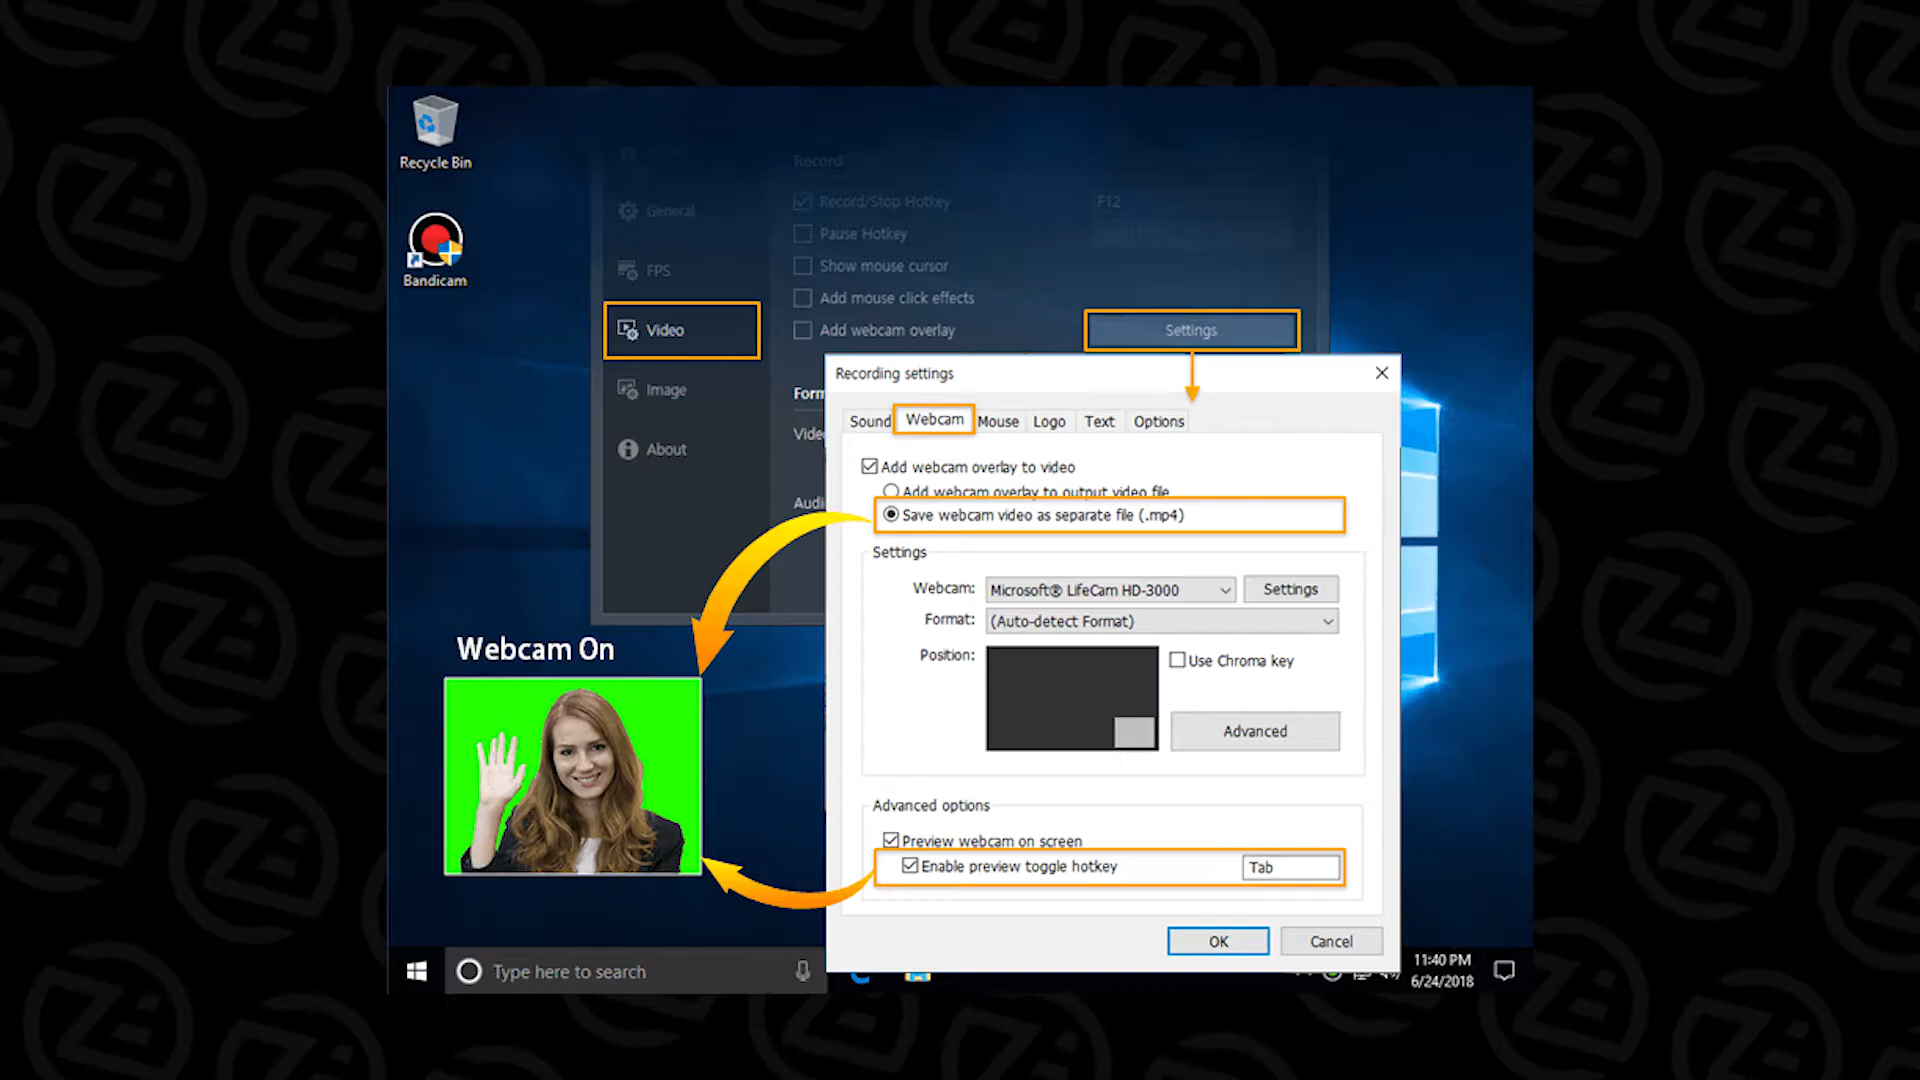 Recycle Bin
Bandicam
Record
General
Record/Stop Hotkey F12
Pause Hotkey
FPS
Show mouse cursor
Add mouse click effects
Video
Add webcam overlay Settings
Image
About
Form
Vide
Audi
Recording settings
Sound Webcam Mouse Logo Text Options
Add webcam overlay to video
Add webcam overlay to output video file
Save webcam video as separate file (.mp4)
Settings
Webcam: Microsoft® LifeCam HD-3000 Settings
Format: (Auto-detect Format)
Position: Use Chroma key
Advanced
Advanced options
Preview webcam on screen
Enable preview toggle hotkey Tab
OK Cancel
Webcam On
Type here to search
11:40 PM
6/24/2018